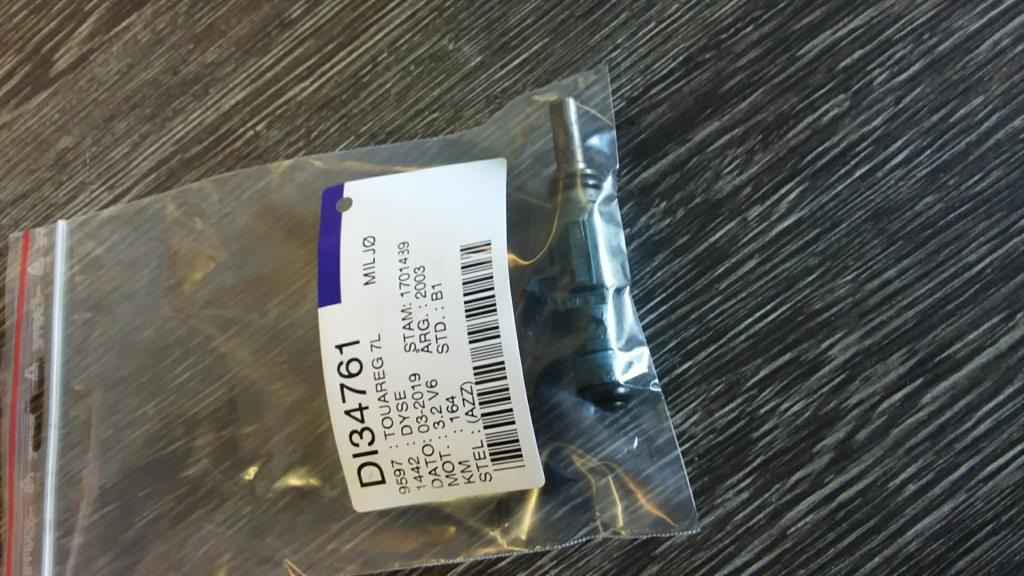 DI34761
9597 TOUAREG 7L MILJØ
1442 : DYSE STAM: 1701439
DATO: 03-2019 ARG. : 2003
MOT. : 3.2 V6 STD. : B1
KM : 164
STEL : (AZZ)